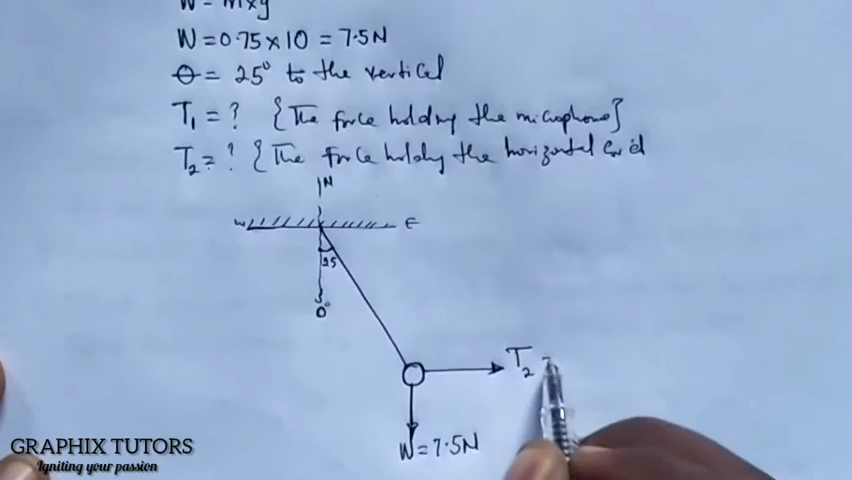 W = m×g
W = 0.75×10 = 7.5N
θ = 25° to the vertical
T₁ = ? {The force holding the microphone}
T₂ = ? {The force holding the horizontal cord
N
W E
25
0°
T₂ =
W = 7.5N
GRAPHIX TUTORS
Igniting your passion